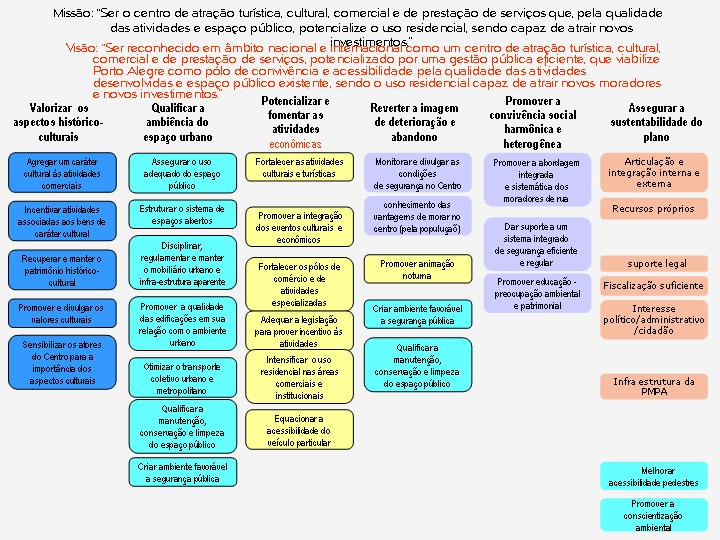 Missão: "Ser o centro de atração turística, cultural, comercial e de prestação de serviços que, pela qualidade
das atividades e espaço público, potencialize o uso residencial, sendo capaz de atrair novos
investimentos."
Visão: "Ser reconhecido em âmbito nacional e internacional como um centro de atração turística, cultural,
comercial e de prestação de serviços, potencializado por uma gestão pública eficiente, que viabilize
Porto Alegre como pólo de convivência e acessibilidade pela qualidade das atividades
desenvolvidas e espaço público existente, sendo o uso residencial capaz de atrair novos moradores
e novos investimentos."
Valorizar os
aspectos histórico-
culturais
Agregar um caráter
cultural ás atividades
comerciais
Incentivar atividades
associadas aos bens de
caráter cultural
Recuperar e manter o
patrimônio histórico-
cultural
Promover e divulgar os
valores culturais
Sensibilizar os atores
do Centro para a
importância dos
aspectos culturais
Qualificar a
ambiência do
espaço urbano
Assegurar o uso
adequado do espaço
público
Estruturar o sistema de
espaços abertos
Disciplinar,
regulamentar e manter
o mobiliário urbano e
infra-estrutura aparente
Promover a qualidade
das edificações em sua
relação com o ambiente
urbano
Otimizar o transporte
coletivo urbano e
metropolitano
Qualificar a
manutenção,
conservação e limpeza
do espaço público
Criar ambiente favorável
a segurança pública
Potencializar e
fomentar as
atividades
econômicas
Fortalecer as atividades
culturais e turísticas
Promover a integração
dos eventos culturais e
econômicos
Fortalecer os pólos de
comércio e de
atividades
especializadas
Adequar a legislação
para prover incentivo ás
atividades
Intensificar o uso
residencial nas áreas
comerciais e
institucionais
Equacionar a
acessibilidade do
veículo particular
Reverter a imagem
de deterioração e
abandono
Monitorar e divulgar as
condições
de segurança no Centro
conhecimento das
vantagens de morar no
centro (pela populugaõ)
Promover animação
noturna
Criar ambiente favorável
a segurança pública
Qualificar a
manutenção,
conservação e limpeza
do espaço público
Promover a
convivência social
harmônica e
heterogênea
Promover a abordagem
integrada
e sistemática dos
moradores de rua
Dar suporte a um
sistema integrado
de segurança eficiente
e regular
Promover educação -
preocupação ambiental
e patrimonial
Assegurar a
sustentabilidade do
plano
Articulação e
integração interna e
externa
Recursos próprios
suporte legal
Fiscalização suficiente
Interesse
político/administrativo
/cidadão
Infra estrutura da
PMPA
Melhorar
acessibilidade pedestres
Promover a
conscientização
ambiental